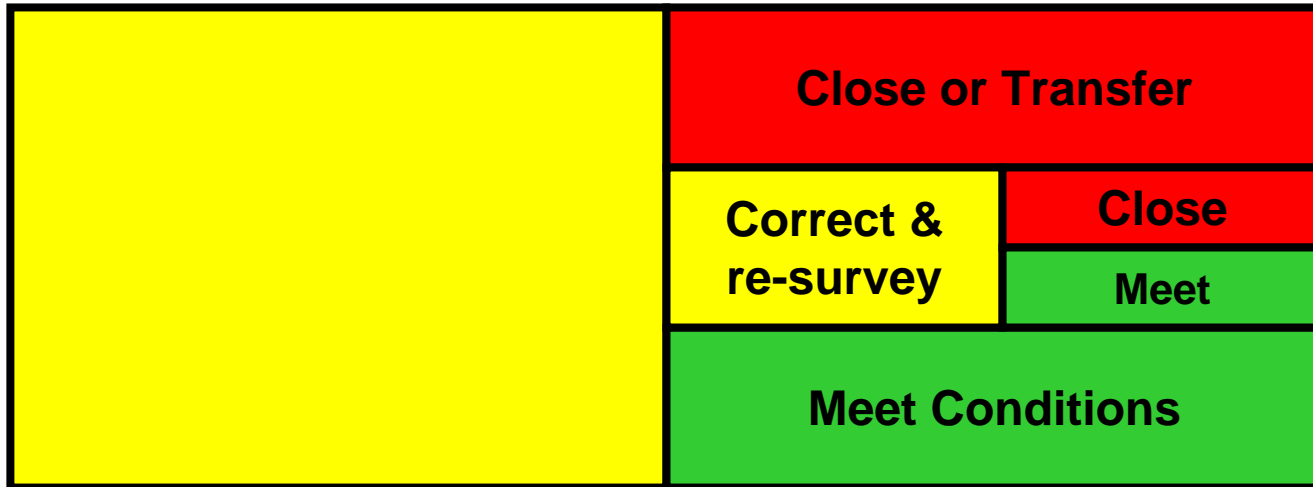 Close or Transfer
Correct &
re-survey
Close
Meet
Meet Conditions